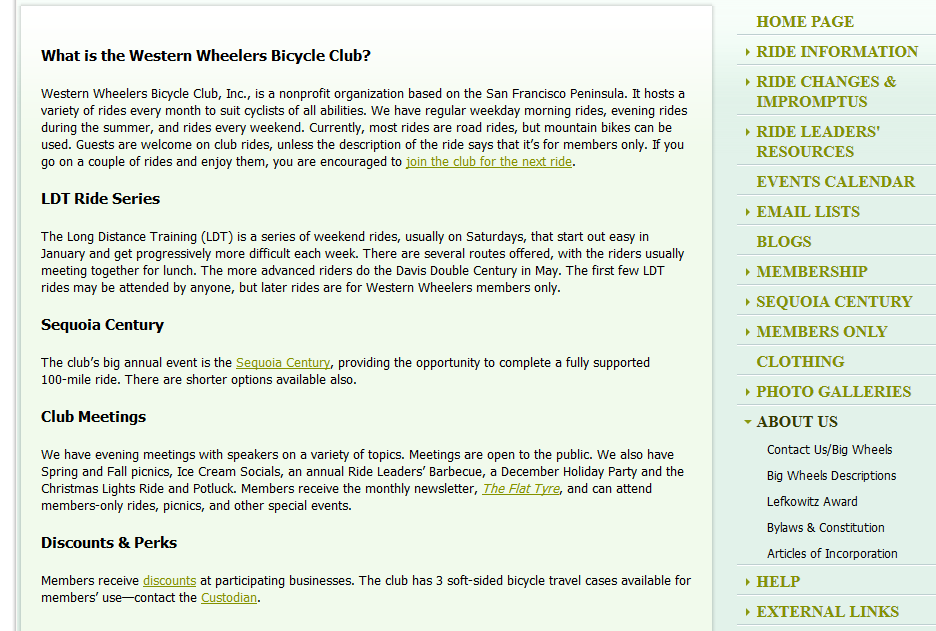 What is the Western Wheelers Bicycle Club?
Western Wheelers Bicycle Club, Inc., is a nonprofit organization based on the San Francisco Peninsula. It hosts a
variety of rides every month to suit cyclists of all abilities. We have regular weekday morning rides, evening rides
during the summer, and rides every weekend. Currently, most rides are road rides, but mountain bikes can be
used. Guests are welcome on club rides, unless the description of the ride says that it’s for members only. If you
go on a couple of rides and enjoy them, you are encouraged to join the club for the next ride.
LDT Ride Series
The Long Distance Training (LDT) is a series of weekend rides, usually on Saturdays, that start out easy in
January and get progressively more difficult each week. There are several routes offered, with the riders usually
meeting together for lunch. The more advanced riders do the Davis Double Century in May. The first few LDT
rides may be attended by anyone, but later rides are for Western Wheelers members only.
Sequoia Century
The club’s big annual event is the Sequoia Century, providing the opportunity to complete a fully supported
100-mile ride. There are shorter options available also.
Club Meetings
We have evening meetings with speakers on a variety of topics. Meetings are open to the public. We also have
Spring and Fall picnics, Ice Cream Socials, an annual Ride Leaders’ Barbecue, a December Holiday Party and the
Christmas Lights Ride and Potluck. Members receive the monthly newsletter, The Flat Tyre, and can attend
members-only rides, picnics, and other special events.
Discounts & Perks
Members receive discounts at participating businesses. The club has 3 soft-sided bicycle travel cases available for
members’ use—contact the Custodian.
HOME PAGE
RIDE INFORMATION
RIDE CHANGES &
IMPROMPTUS
RIDE LEADERS'
RESOURCES
EVENTS CALENDAR
EMAIL LISTS
BLOGS
MEMBERSHIP
SEQUOIA CENTURY
MEMBERS ONLY
CLOTHING
PHOTO GALLERIES
ABOUT US
Contact Us/Big Wheels
Big Wheels Descriptions
Lefkowitz Award
Bylaws & Constitution
Articles of Incorporation
HELP
EXTERNAL LINKS